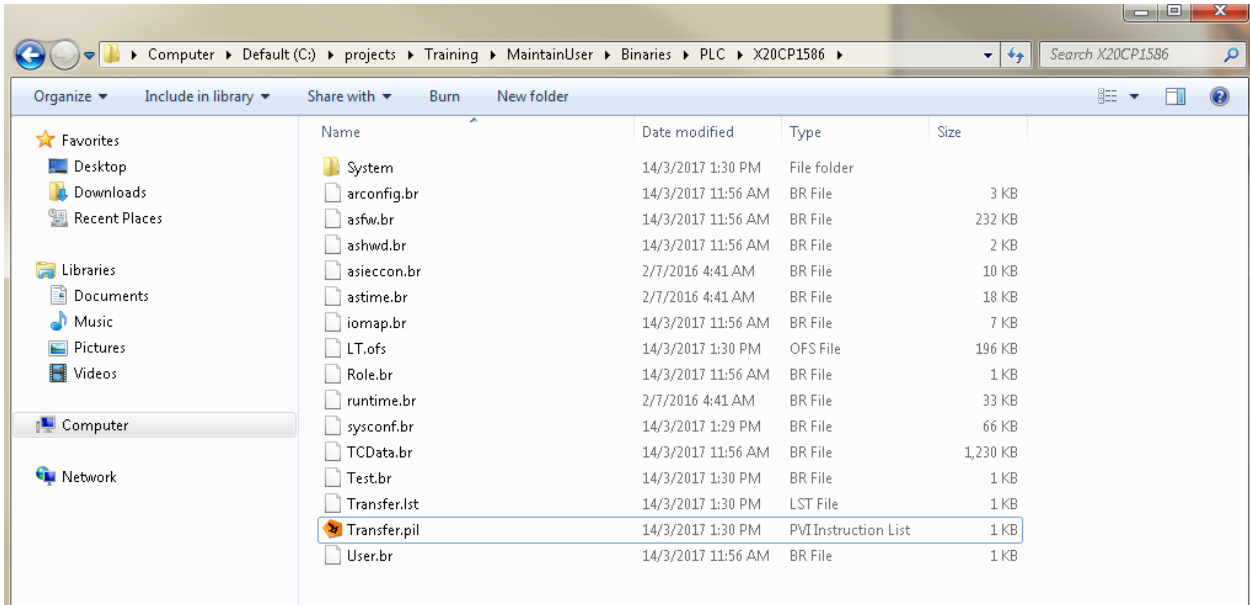 Computer Default (C:) projects Training MaintainUser Binaries PLC X20CP1586 Search X20CP1586
Organize Include in library Share with Burn New folder
Favorites
Desktop
Downloads
Recent Places
Libraries
Documents
Music
Pictures
Videos
Computer
Network
Name Date modified Type Size
System 14/3/2017 1:30 PM File folder
arconfig.br 14/3/2017 11:56 AM BR File 3 KB
asfw.br 14/3/2017 11:56 AM BR File 232 KB
ashwd.br 14/3/2017 11:56 AM BR File 2 KB
asieccon.br 2/7/2016 4:41 AM BR File 10 KB
astime.br 2/7/2016 4:41 AM BR File 18 KB
iomap.br 14/3/2017 11:56 AM BR File 7 KB
LT.ofs 14/3/2017 1:30 PM OFS File 196 KB
Role.br 14/3/2017 11:56 AM BR File 1 KB
runtime.br 2/7/2016 4:41 AM BR File 33 KB
sysconf.br 14/3/2017 1:29 PM BR File 66 KB
TCData.br 14/3/2017 11:56 AM BR File 1,230 KB
Test.br 14/3/2017 1:30 PM BR File 1 KB
Transfer.lst 14/3/2017 1:30 PM LST File 1 KB
Transfer.pil 14/3/2017 1:30 PM PVI Instruction List 1 KB
User.br 14/3/2017 11:56 AM BR File 1 KB